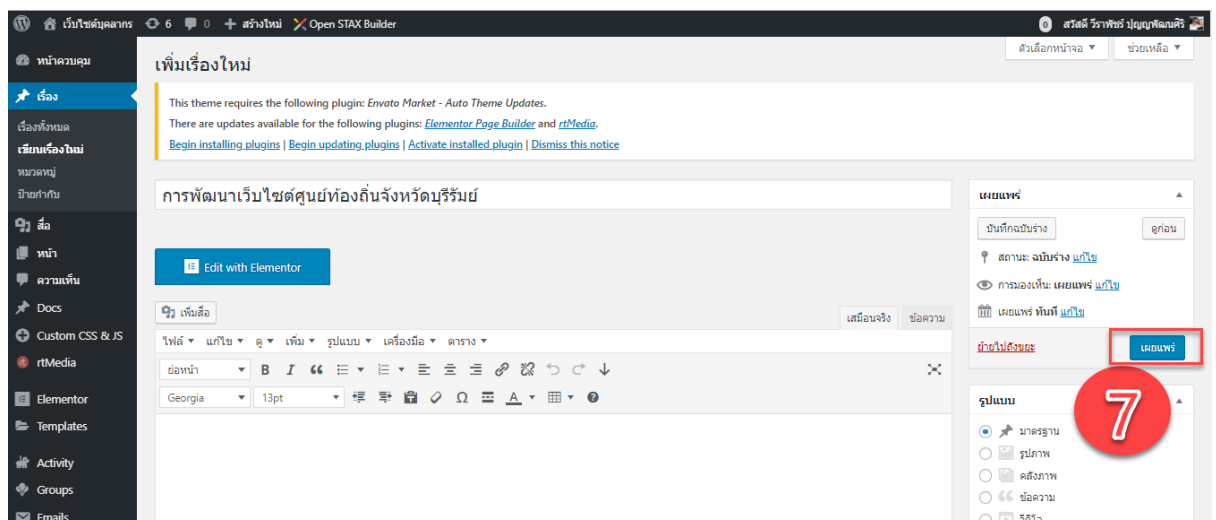 เว็บไซต์บุคลากร 6 0 สร้างใหม่ Open STAX Builder 0 สวัสดี วีราพัชร์ ปุญญพัฒนศิริ
ตัวเลือกหน้าจอ ช่วยเหลือ
หน้าควบคุม
เรื่อง
เรื่องทั้งหมด
เขียนเรื่องใหม่
หมวดหมู่
ป้ายกำกับ
สื่อ
หน้า
ความเห็น
Docs
Custom CSS & JS
rtMedia
Elementor
Templates
Activity
Groups
Emails
เพิ่มเรื่องใหม่
This theme requires the following plugin: Envato Market - Auto Theme Updates.
There are updates available for the following plugins: Elementor Page Builder and rtMedia.
Begin installing plugins | Begin updating plugins | Activate installed plugin | Dismiss this notice
การพัฒนาเว็บไซต์ศูนย์ท้องถิ่นจังหวัดบุรีรัมย์
Edit with Elementor
เพิ่มสื่อ
เสมือนจริง ข้อความ
ไฟล์ แก้ไข ดู เพิ่ม รูปแบบ เครื่องมือ ตาราง
ย่อหน้า B I
Georgia 13pt A
เผยแพร่
บันทึกฉบับร่าง ดูก่อน
สถานะ: ฉบับร่าง แก้ไข
การมองเห็น: เผยแพร่ แก้ไข
เผยแพร่ ทันที แก้ไข
ย้ายไปถังขยะ เผยแพร่
7
รูปแบบ
มาตรฐาน
รูปภาพ
คลังภาพ
ข้อความ
วีดีโอ